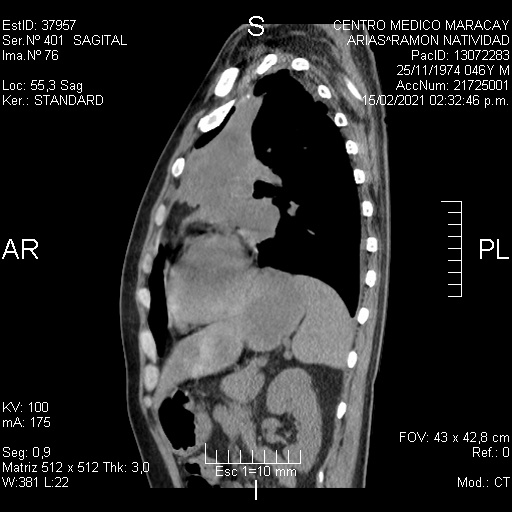 EstID: 37957
Ser.Nº 401 SAGITAL
Ima.Nº 76
Loc: 55,3 Sag
Ker.: STANDARD
S
CENTRO MEDICO MARACAY
ARIAS^RAMON NATIVIDAD
PacID: 13072283
25/11/1974 046Y M
AccNum: 21725001
15/02/2021 02:32:46 p.m.
AR
PL
KV: 100
mA: 175
Seg: 0,9
Matriz 512 x 512 Thk: 3,0
W:381 L:22
Esc 1=10 mm
I
FOV: 43 x 42,8 cm
Ref.: 0
Mod.: CT